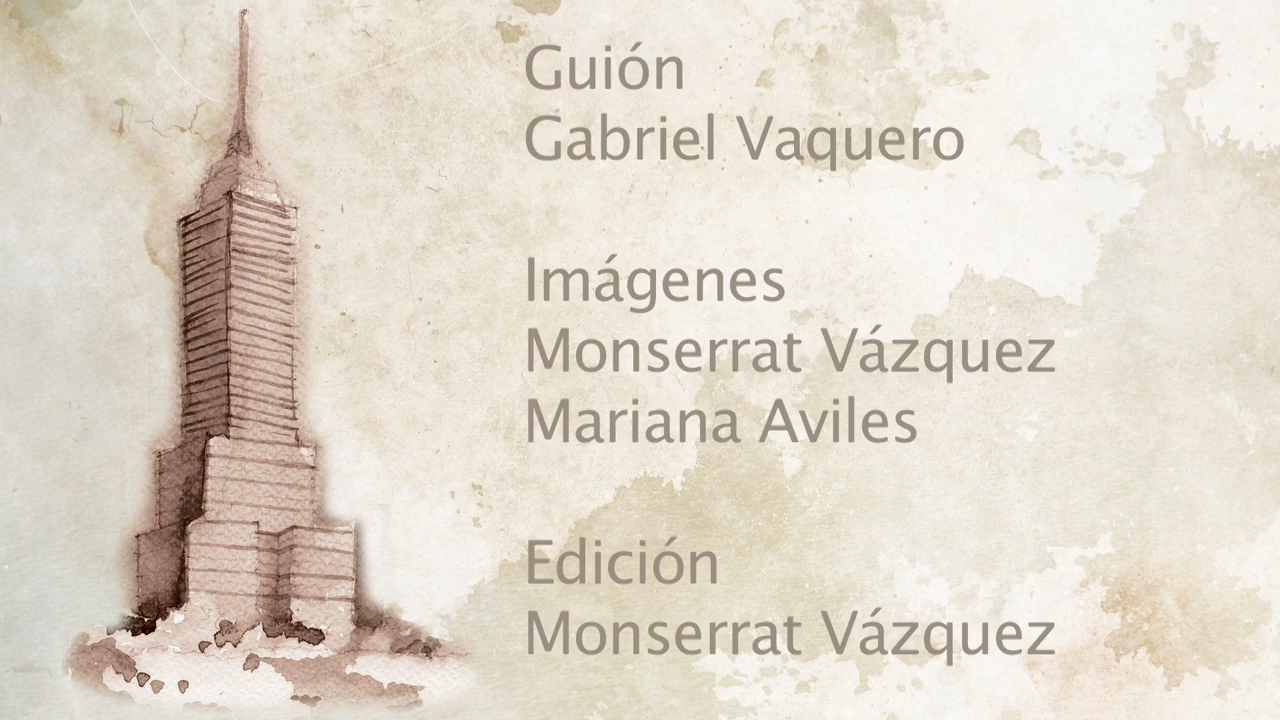 Guión
Gabriel Vaquero
Imágenes
Monserrat Vázquez
Mariana Aviles
Edición
Monserrat Vázquez